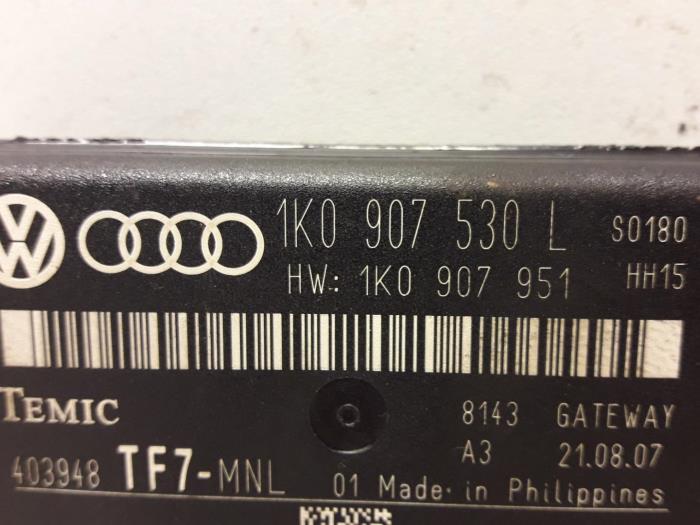 1K0 907 530 L S0180
HW: 1K0 907 951 HH15
TEMIC 8143 GATEWAY
A3 21.08.07
403948 TF7-MNL 01 Made in Philippines